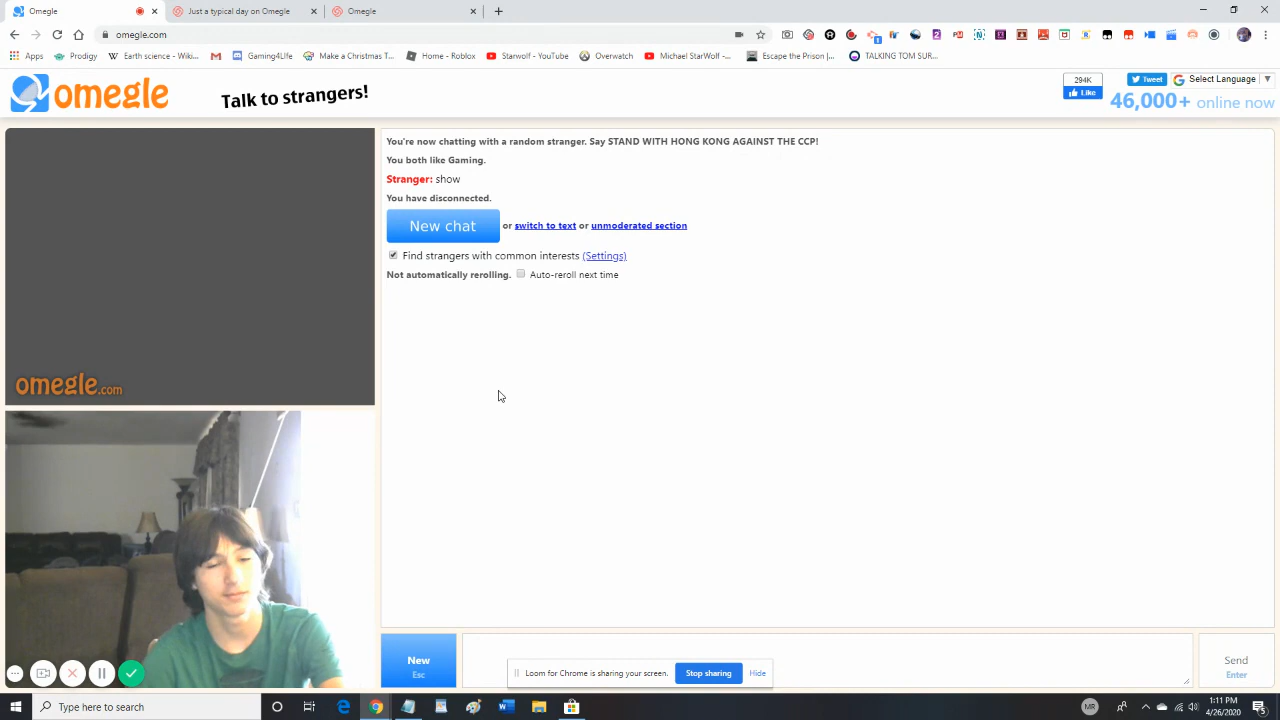 Omegle
Just a typical day on Omegle
Omegle
omegle.com
Apps
Prodigy
Earth science - Wiki...
Gaming4Life
Make a Christmas T...
Home - Roblox
Starwolf - YouTube
Overwatch
Michael StarWolf -...
Escape the Prison |...
TALKING TOM SUR...
omegle
Talk to strangers!
294K
Like
Tweet
Select Language
46,000+ online now
You're now chatting with a random stranger. Say STAND WITH HONG KONG AGAINST THE CCP!
You both like Gaming.
Stranger: show
You have disconnected.
New chat or switch to text or unmoderated section
Find strangers with common interests (Settings)
Not automatically rerolling. Auto-reroll next time
omegle.com
New
Esc
Loom for Chrome is sharing your screen.
Stop sharing
Hide
Send
Enter
Type here to search
MR
1:11 PM
4/26/2020